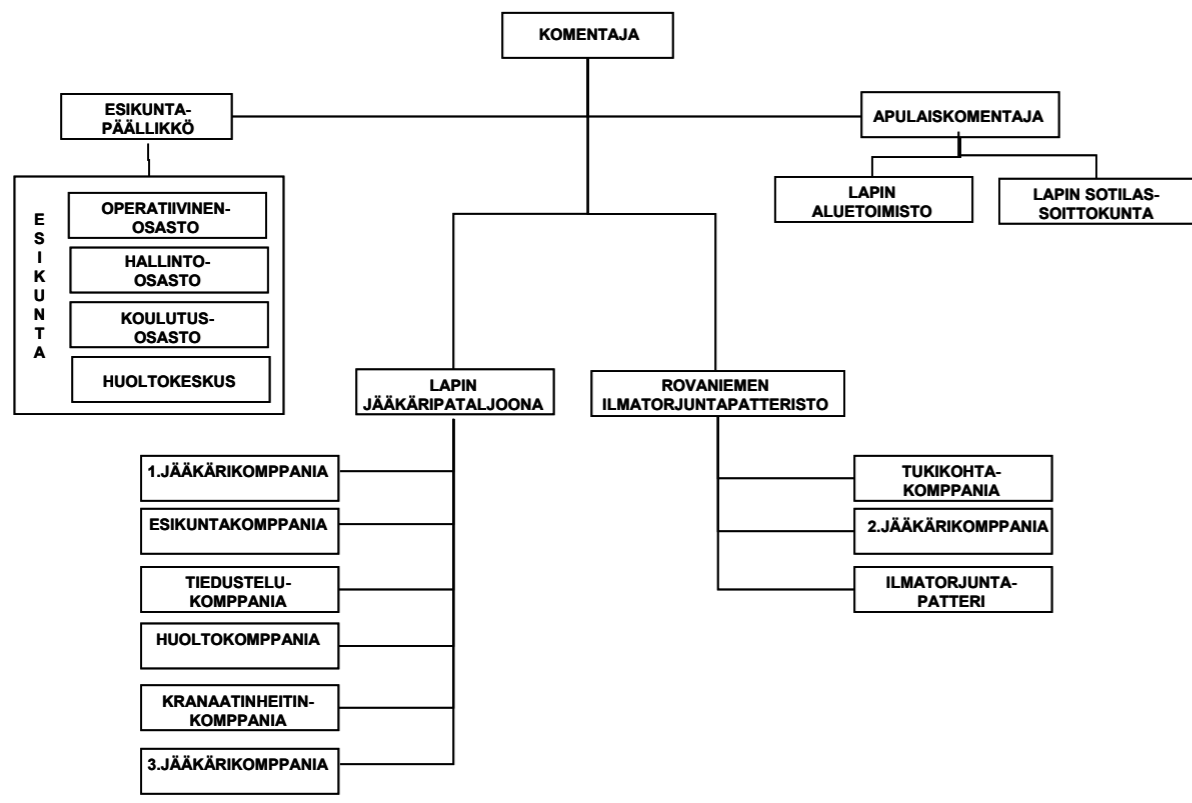 KOMENTAJA
ESIKUNTA-
PÄÄLLIKKÖ
APULAISKOMENTAJA
ESIKUNTA
OPERATIIVINEN-
OSASTO
HALLINTO-
OSASTO
KOULUTUS-
OSASTO
HUOLTOKESKUS
LAPIN
ALUETOIMISTO
LAPIN SOTILAS-
SOITTOKUNTA
LAPIN
JÄÄKÄRIPATALJOONA
ROVANIEMEN
ILMATORJUNTAPATTERISTO
1.JÄÄKÄRIKOMPPANIA
ESIKUNTAKOMPPANIA
TIEDUSTELU-
KOMPPANIA
HUOLTOKOMPPANIA
KRANAATINHEITIN-
KOMPPANIA
3.JÄÄKÄRIKOMPPANIA
TUKIKOHTA-
KOMPPANIA
2.JÄÄKÄRIKOMPPANIA
ILMATORJUNTA-
PATTERI